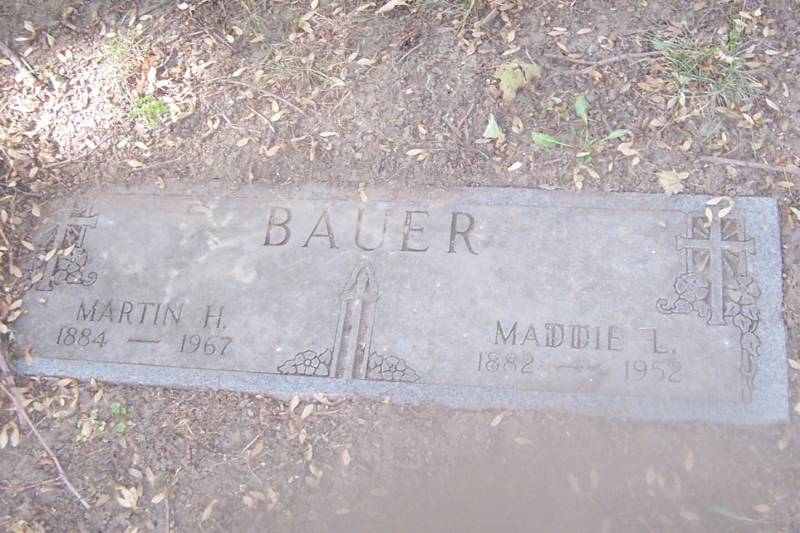 BAUER
MARTIN H.
1884 — 1967
MADDIE L.
1882 — 1952